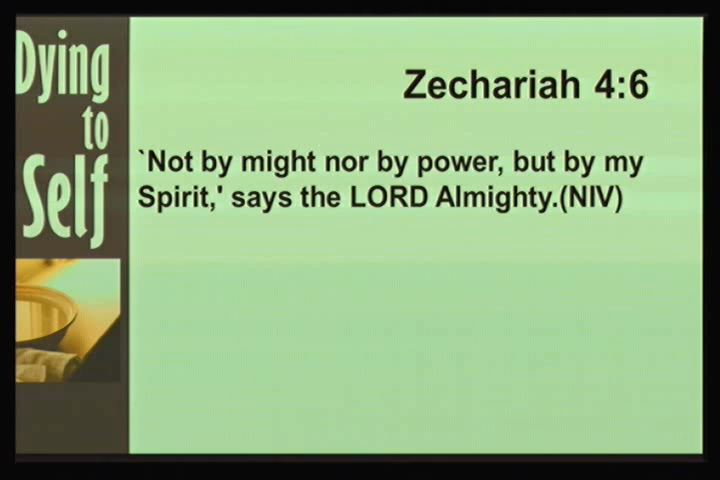 Dying
to
Self
Zechariah 4:6
`Not by might nor by power, but by my
Spirit,' says the LORD Almighty.(NIV)